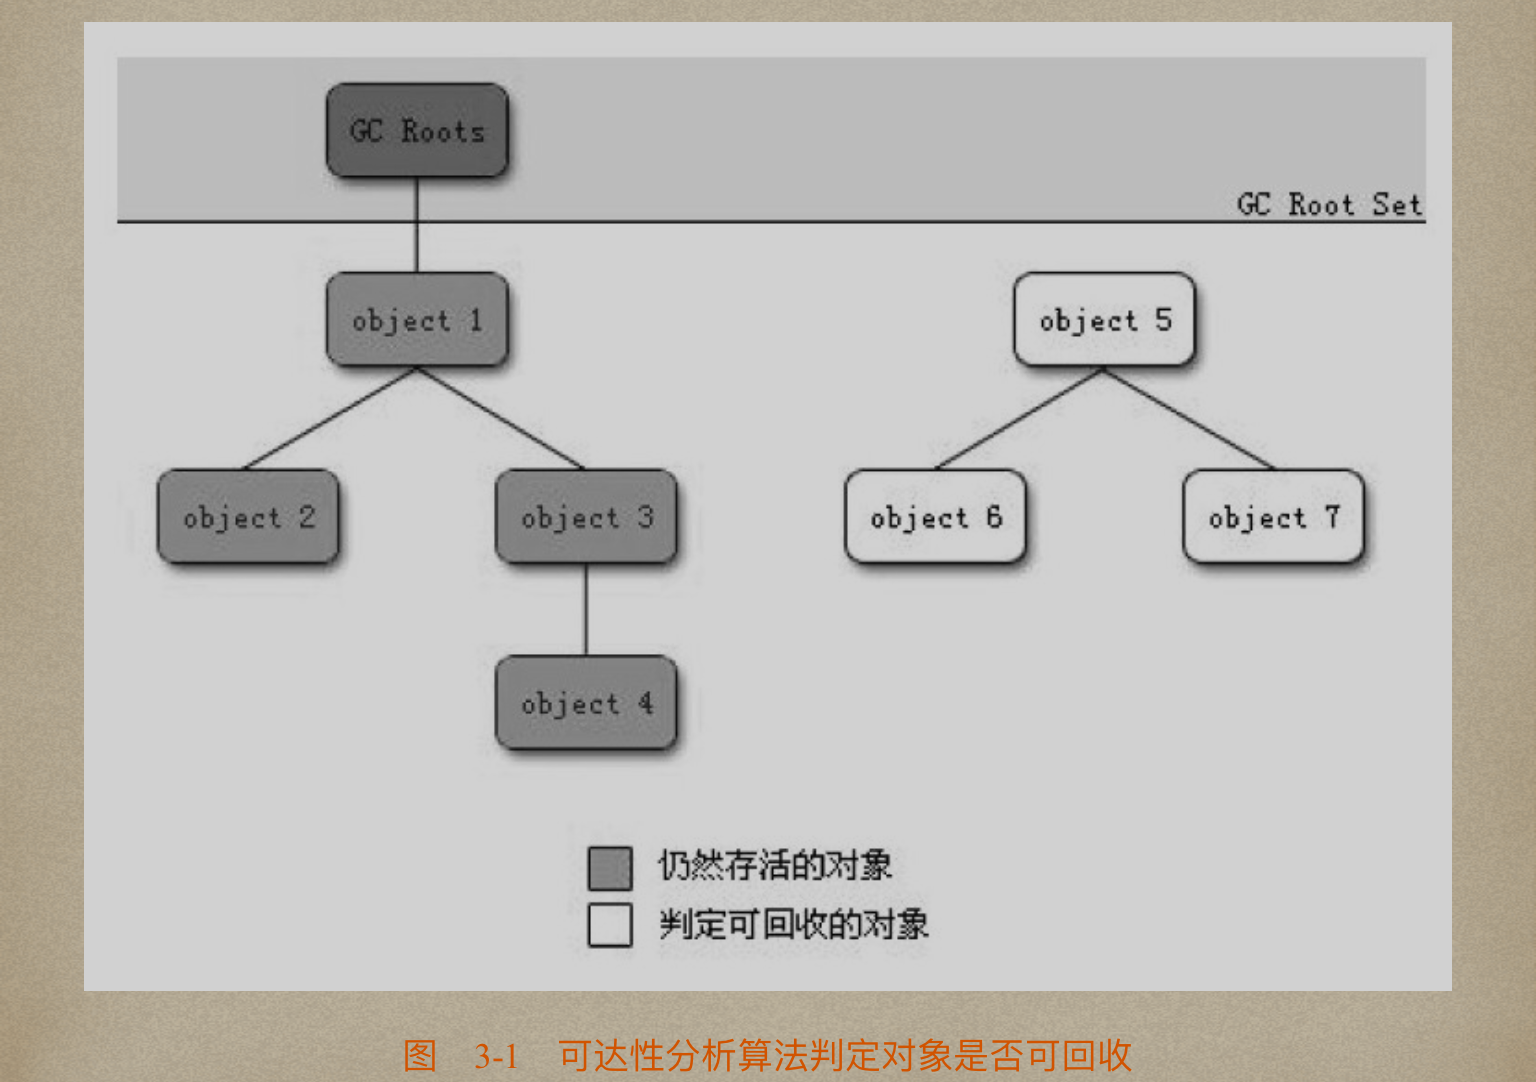 GC Roots
GC Root Set
object 1
object 5
object 2
object 3
object 6
object 7
object 4
仍然存活的对象
判定可回收的对象
图 3-1 可达性分析算法判定对象是否可回收